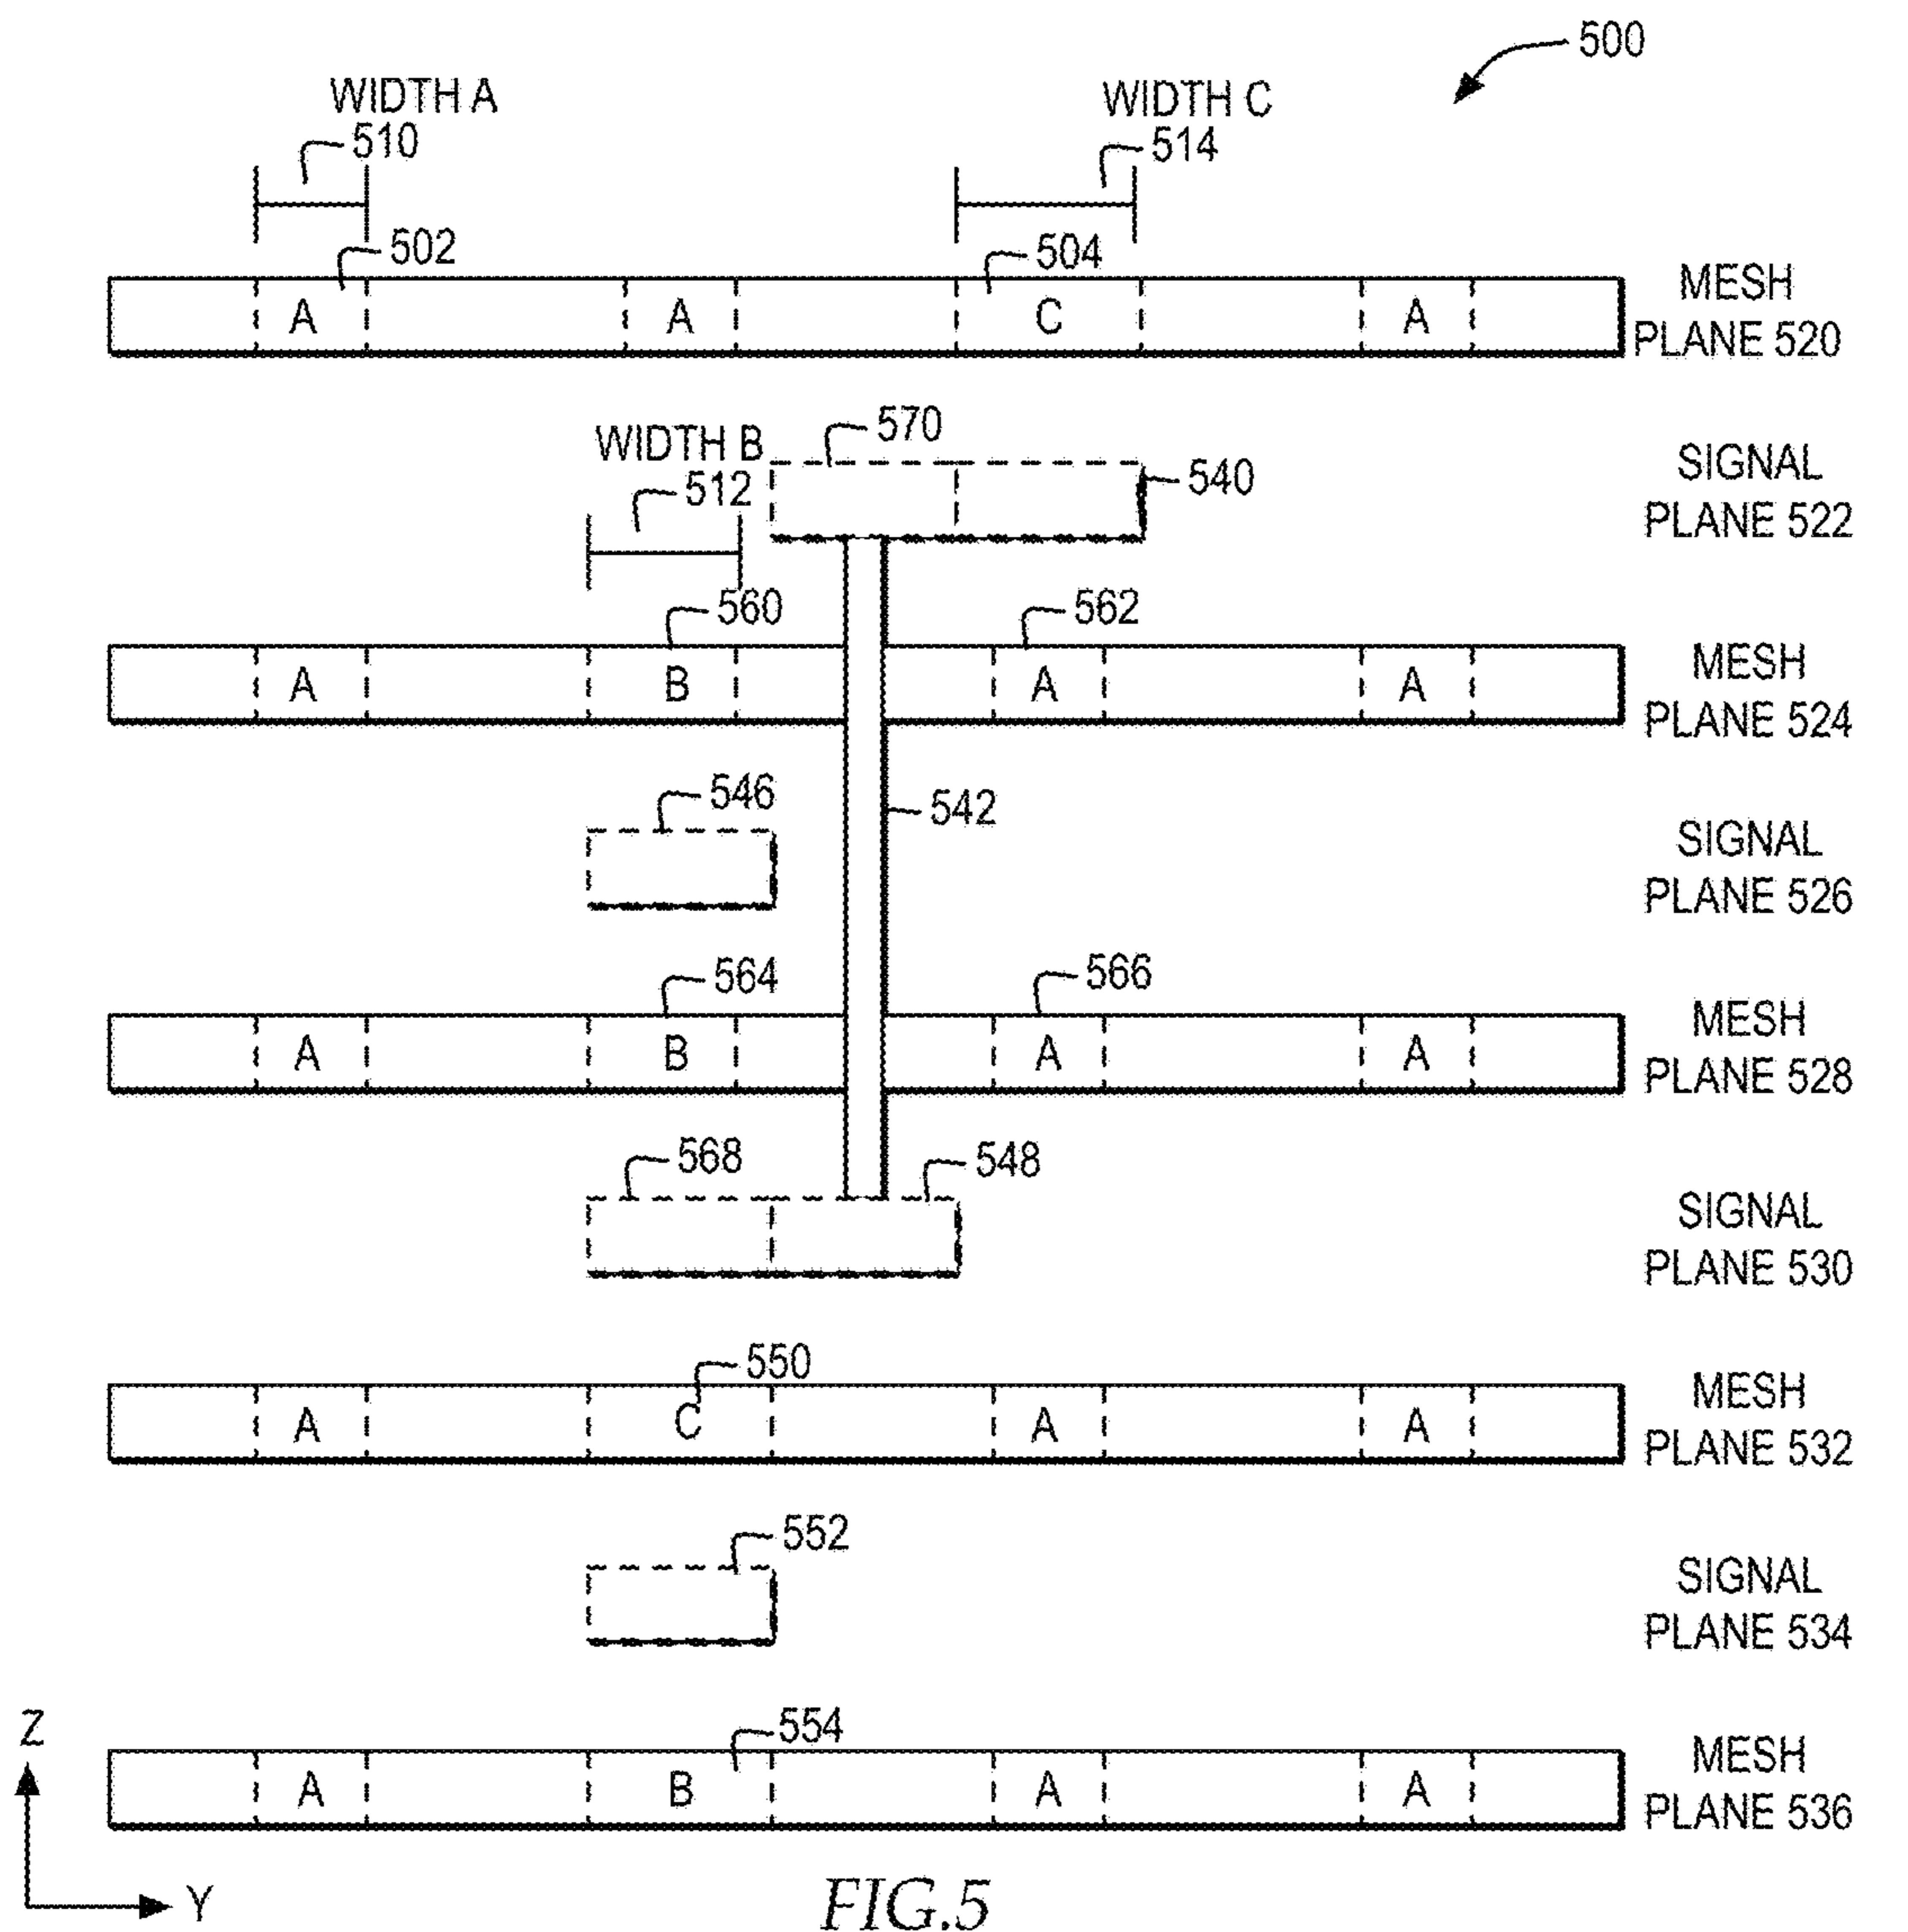 500
WIDTH A
510
WIDTH C
514
502
504
A A C A
MESH
PLANE 520
570
540
WIDTH B
512
SIGNAL
PLANE 522
560
562
A B A A
MESH
PLANE 524
546
542
SIGNAL
PLANE 526
564
566
A B A A
MESH
PLANE 528
568
548
SIGNAL
PLANE 530
550
A C A A
MESH
PLANE 532
552
SIGNAL
PLANE 534
554
A B A A
MESH
PLANE 536
Z
Y
FIG.5